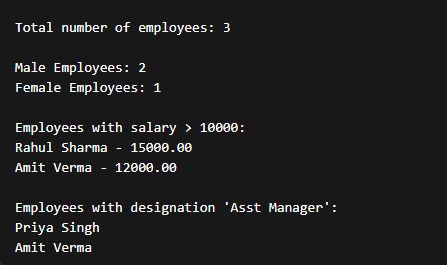 Total number of employees: 3
Male Employees: 2
Female Employees: 1
Employees with salary > 10000:
Rahul Sharma - 15000.00
Amit Verma - 12000.00
Employees with designation 'Asst Manager':
Priya Singh
Amit Verma